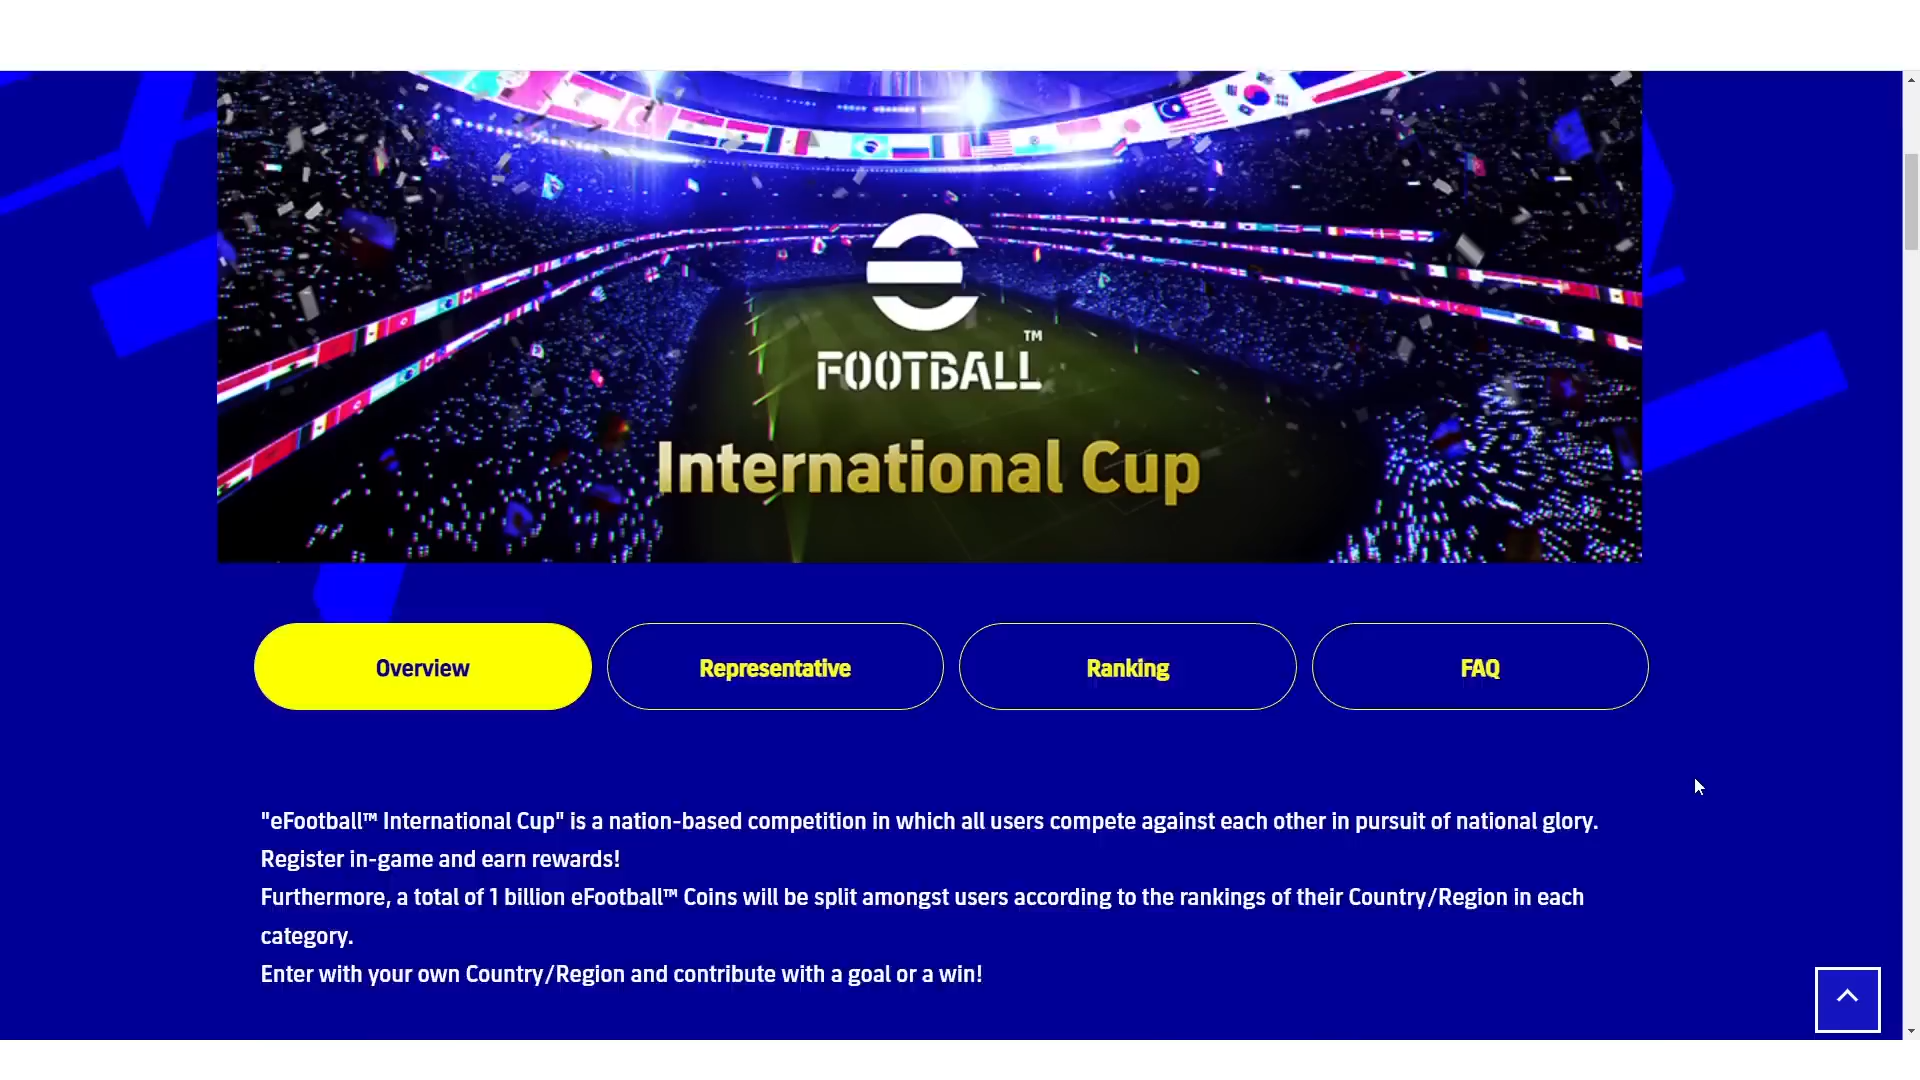 TM
FOOTBALL
International Cup
Overview
Representative
Ranking
FAQ
"eFootball™ International Cup" is a nation-based competition in which all users compete against each other in pursuit of national glory.
Register in-game and earn rewards!
Furthermore, a total of 1 billion eFootball™ Coins will be split amongst users according to the rankings of their Country/Region in each
category.
Enter with your own Country/Region and contribute with a goal or a win!